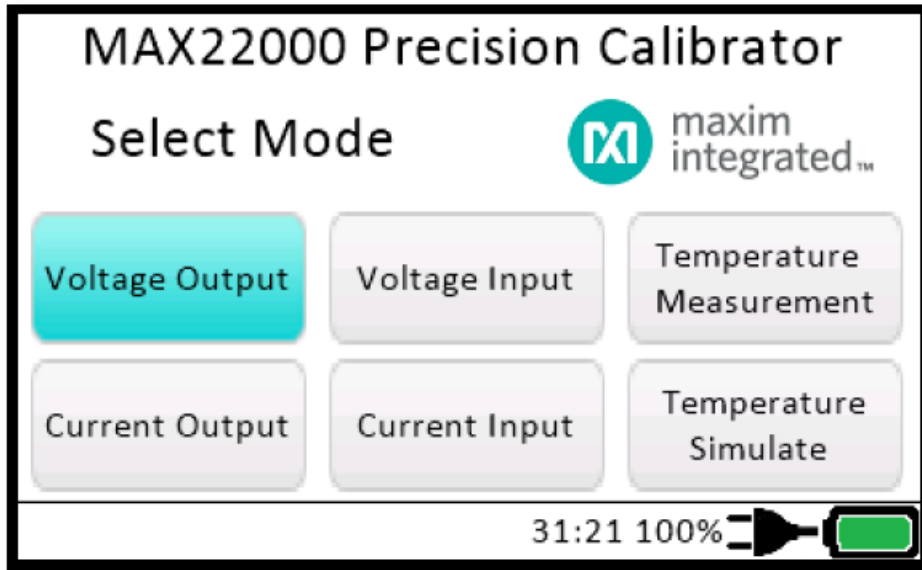 MAX22000 Precision Calibrator
Select Mode
maxim
integrated™
Voltage Output
Voltage Input
Temperature
Measurement
Current Output
Current Input
Temperature
Simulate
31:21 100%